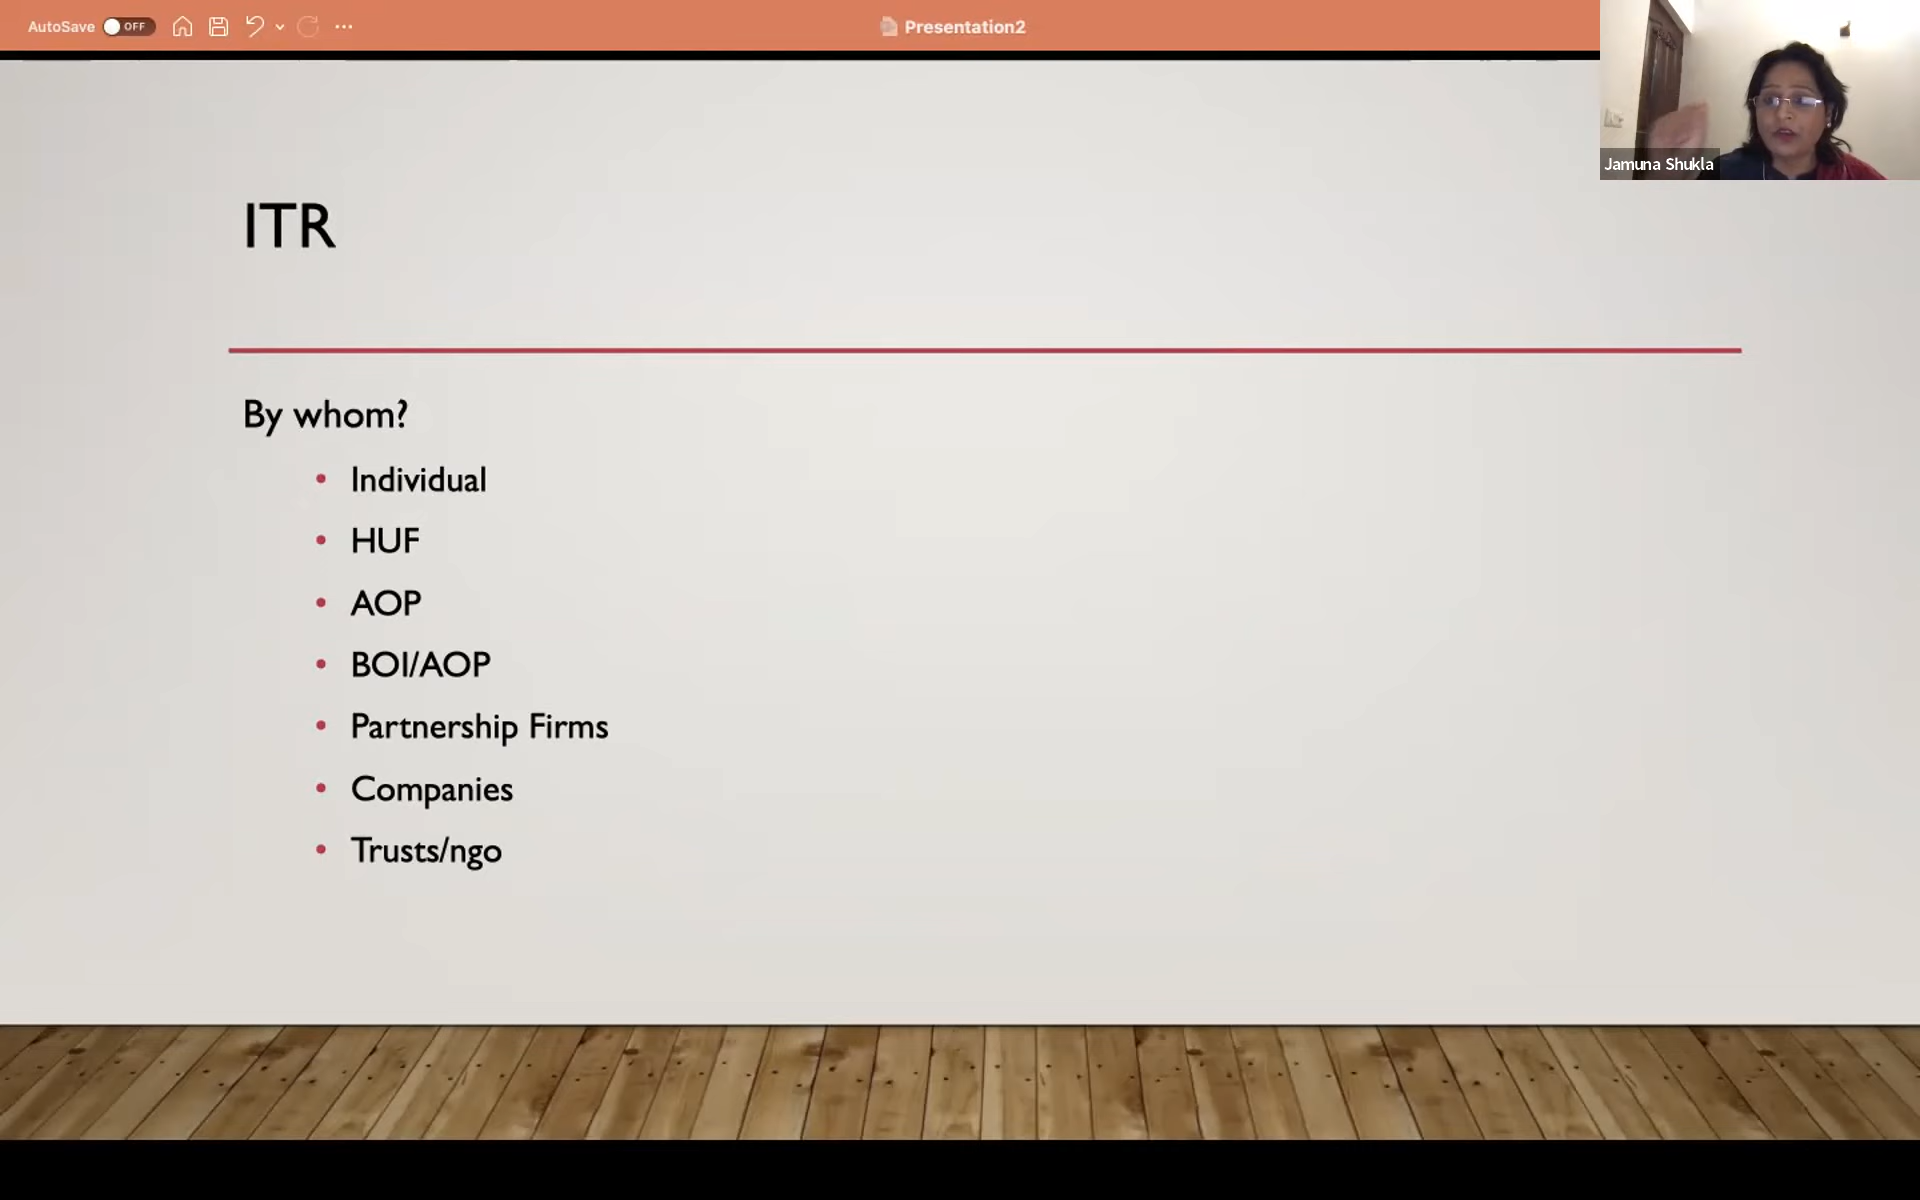 AutoSave OFF
Presentation2
Jamuna Shukla
ITR
By whom?
• Individual
• HUF
• AOP
• BOI/AOP
• Partnership Firms
• Companies
• Trusts/ngo